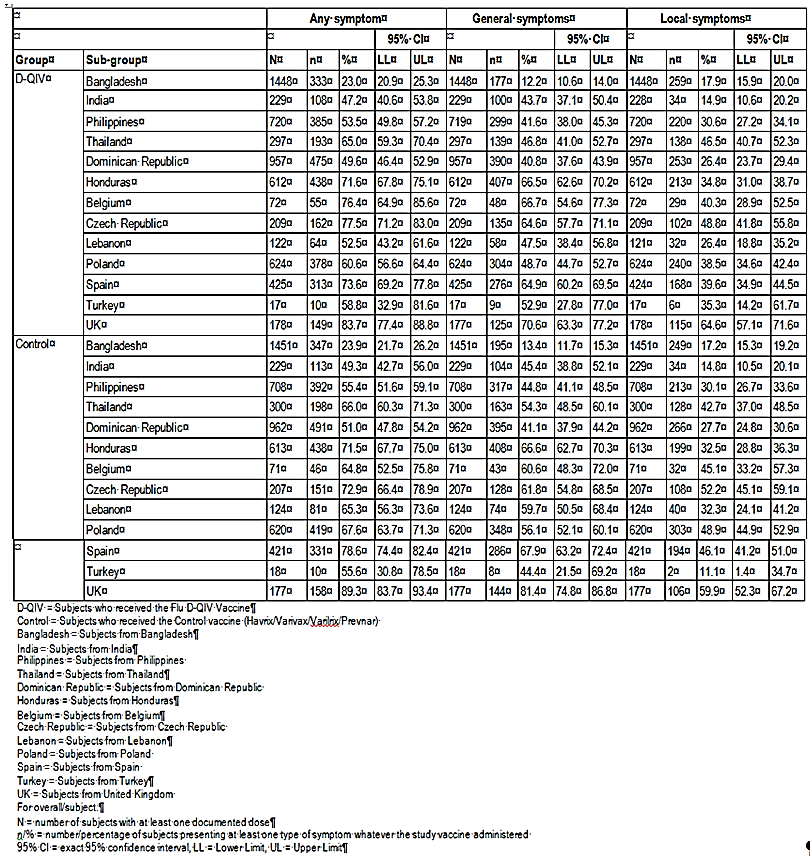 Any symptom¤ General symptoms¤ Local symptoms¤
95% CI¤ 95% CI¤ 95% CI¤
Group¤ Sub-group¤ N¤ n¤ %¤ LL¤ UL¤ N¤ n¤ %¤ LL¤ UL¤ N¤ n¤ %¤ LL¤ UL¤
D-QIV¤ Bangladesh¤ 1448¤ 333¤ 23.0¤ 20.9¤ 25.3¤ 1448¤ 177¤ 12.2¤ 10.6¤ 14.0¤ 1448¤ 259¤ 17.9¤ 15.9¤ 20.0¤
India¤ 229¤ 108¤ 47.2¤ 40.6¤ 53.8¤ 229¤ 100¤ 43.7¤ 37.1¤ 50.4¤ 228¤ 34¤ 14.9¤ 10.6¤ 20.2¤
Philippines¤ 720¤ 385¤ 53.5¤ 49.8¤ 57.2¤ 719¤ 299¤ 41.6¤ 38.0¤ 45.3¤ 720¤ 220¤ 30.6¤ 27.2¤ 34.1¤
Thailand¤ 297¤ 193¤ 65.0¤ 59.3¤ 70.4¤ 297¤ 139¤ 46.8¤ 41.0¤ 52.7¤ 297¤ 138¤ 46.5¤ 40.7¤ 52.3¤
Dominican Republic¤ 957¤ 475¤ 49.6¤ 46.4¤ 52.9¤ 957¤ 390¤ 40.8¤ 37.6¤ 43.9¤ 957¤ 253¤ 26.4¤ 23.7¤ 29.4¤
Honduras¤ 612¤ 438¤ 71.6¤ 67.8¤ 75.1¤ 612¤ 407¤ 66.5¤ 62.6¤ 70.2¤ 612¤ 213¤ 34.8¤ 31.0¤ 38.7¤
Belgium¤ 72¤ 55¤ 76.4¤ 64.9¤ 85.6¤ 72¤ 48¤ 66.7¤ 54.6¤ 77.3¤ 72¤ 29¤ 40.3¤ 28.9¤ 52.5¤
Czech Republic¤ 209¤ 162¤ 77.5¤ 71.2¤ 83.0¤ 209¤ 135¤ 64.6¤ 57.7¤ 71.1¤ 209¤ 102¤ 48.8¤ 41.8¤ 55.8¤
Lebanon¤ 122¤ 64¤ 52.5¤ 43.2¤ 61.6¤ 122¤ 58¤ 47.5¤ 38.4¤ 56.8¤ 121¤ 32¤ 26.4¤ 18.8¤ 35.2¤
Poland¤ 624¤ 378¤ 60.6¤ 56.6¤ 64.4¤ 624¤ 304¤ 48.7¤ 44.7¤ 52.7¤ 624¤ 240¤ 38.5¤ 34.6¤ 42.4¤
Spain¤ 425¤ 313¤ 73.6¤ 69.2¤ 77.8¤ 425¤ 276¤ 64.9¤ 60.2¤ 69.5¤ 424¤ 168¤ 39.6¤ 34.9¤ 44.5¤
Turkey¤ 17¤ 10¤ 58.8¤ 32.9¤ 81.6¤ 17¤ 9¤ 52.9¤ 27.8¤ 77.0¤ 17¤ 6¤ 35.3¤ 14.2¤ 61.7¤
UK¤ 178¤ 149¤ 83.7¤ 77.4¤ 88.8¤ 177¤ 125¤ 70.6¤ 63.3¤ 77.2¤ 178¤ 115¤ 64.6¤ 57.1¤ 71.6¤
Control¤ Bangladesh¤ 1451¤ 347¤ 23.9¤ 21.7¤ 26.2¤ 1451¤ 195¤ 13.4¤ 11.7¤ 15.3¤ 1451¤ 249¤ 17.2¤ 15.3¤ 19.2¤
India¤ 229¤ 113¤ 49.3¤ 42.7¤ 56.0¤ 229¤ 104¤ 45.4¤ 38.8¤ 52.1¤ 229¤ 34¤ 14.8¤ 10.5¤ 20.1¤
Philippines¤ 708¤ 392¤ 55.4¤ 51.6¤ 59.1¤ 708¤ 317¤ 44.8¤ 41.1¤ 48.5¤ 708¤ 213¤ 30.1¤ 26.7¤ 33.6¤
Thailand¤ 300¤ 198¤ 66.0¤ 60.3¤ 71.3¤ 300¤ 163¤ 54.3¤ 48.5¤ 60.1¤ 300¤ 128¤ 42.7¤ 37.0¤ 48.5¤
Dominican Republic¤ 962¤ 491¤ 51.0¤ 47.8¤ 54.2¤ 962¤ 395¤ 41.1¤ 37.9¤ 44.2¤ 962¤ 266¤ 27.7¤ 24.8¤ 30.6¤
Honduras¤ 613¤ 438¤ 71.5¤ 67.7¤ 75.0¤ 613¤ 408¤ 66.6¤ 62.7¤ 70.3¤ 613¤ 199¤ 32.5¤ 28.8¤ 36.3¤
Belgium¤ 71¤ 46¤ 64.8¤ 52.5¤ 75.8¤ 71¤ 43¤ 60.6¤ 48.3¤ 72.0¤ 71¤ 32¤ 45.1¤ 33.2¤ 57.3¤
Czech Republic¤ 207¤ 151¤ 72.9¤ 66.4¤ 78.9¤ 207¤ 128¤ 61.8¤ 54.8¤ 68.5¤ 207¤ 108¤ 52.2¤ 45.1¤ 59.1¤
Lebanon¤ 124¤ 81¤ 65.3¤ 56.3¤ 73.6¤ 124¤ 74¤ 59.7¤ 50.5¤ 68.4¤ 124¤ 40¤ 32.3¤ 24.1¤ 41.2¤
Poland¤ 620¤ 419¤ 67.6¤ 63.7¤ 71.3¤ 620¤ 348¤ 56.1¤ 52.1¤ 60.1¤ 620¤ 303¤ 48.9¤ 44.9¤ 52.9¤
Spain¤ 421¤ 331¤ 78.6¤ 74.4¤ 82.4¤ 421¤ 286¤ 67.9¤ 63.2¤ 72.4¤ 421¤ 194¤ 46.1¤ 41.2¤ 51.0¤
Turkey¤ 18¤ 10¤ 55.6¤ 30.8¤ 78.5¤ 18¤ 8¤ 44.4¤ 21.5¤ 69.2¤ 18¤ 2¤ 11.1¤ 1.4¤ 34.7¤
UK¤ 177¤ 158¤ 89.3¤ 83.7¤ 93.4¤ 177¤ 144¤ 81.4¤ 74.8¤ 86.8¤ 177¤ 106¤ 59.9¤ 52.3¤ 67.2¤
D-QIV = Subjects who received the Flu D-QIV Vaccine¶
Control = Subjects who received the Control vaccine (Havrix/Varivax/Varilrix/Prevnar)
Bangladesh = Subjects from Bangladesh¶
India = Subjects from India¶
Philippines = Subjects from Philippines
Thailand = Subjects from Thailand¶
Dominican Republic = Subjects from Dominican Republic
Honduras = Subjects from Honduras¶
Belgium = Subjects from Belgium¶
Czech Republic = Subjects from Czech Republic
Lebanon = Subjects from Lebanon¶
Poland = Subjects from Poland
Spain = Subjects from Spain
Turkey = Subjects from Turkey¶
UK = Subjects from United Kingdom
For overall/subject:¶
N = number of subjects with at least one documented dose¶
n/% = number/percentage of subjects presenting at least one type of symptom whatever the study vaccine administered
95% CI = exact 95% confidence interval, LL = Lower Limit, UL = Upper Limit¶